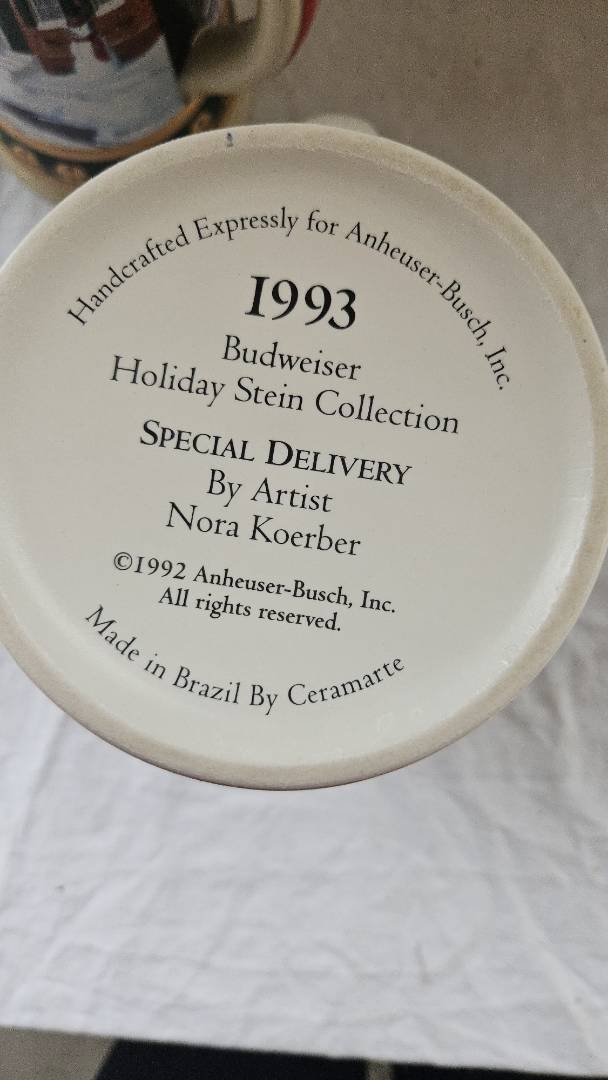 Handcrafted Expressly for Anheuser-Busch, Inc.
1993
Budweiser
Holiday Stein Collection
SPECIAL DELIVERY
By Artist
Nora Koerber
©1992 Anheuser-Busch, Inc.
All rights reserved.
Made in Brazil By Ceramarte